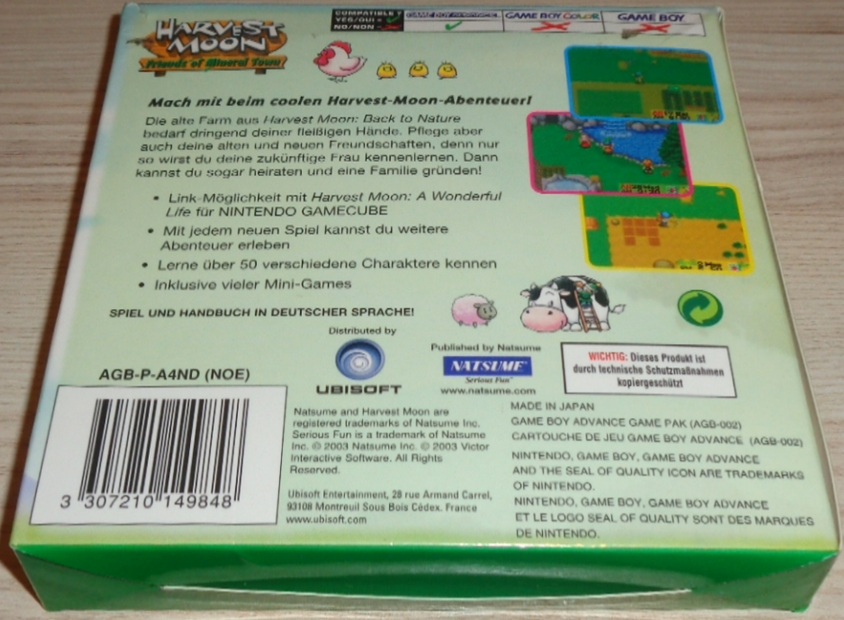 HARVEST
MOON
Friends of Mineral Town
COMPATIBLE ?
YES/OUI =
NO/NON =
GAME BOY ADVANCE
GAME BOY COLOR
GAME BOY
Mach mit beim coolen Harvest-Moon-Abenteuer!
Die alte Farm aus Harvest Moon: Back to Nature
bedarf dringend deiner fleißigen Hände. Pflege aber
auch deine alten und neuen Freundschaften, denn nur
so wirst du deine zukünftige Frau kennenlernen. Dann
kannst du sogar heiraten und eine Familie gründen!
• Link-Möglichkeit mit Harvest Moon: A Wonderful
Life für NINTENDO GAMECUBE
• Mit jedem neuen Spiel kannst du weitere
Abenteuer erleben
• Lerne über 50 verschiedene Charaktere kennen
• Inklusive vieler Mini-Games
SPIEL UND HANDBUCH IN DEUTSCHER SPRACHE!
Distributed by
UBISOFT
Published by Natsume
NATSUME
Serious Fun
www.natsume.com
WICHTIG: Dieses Produkt ist
durch technische Schutzmaßnahmen
kopiergeschützt
AGB-P-A4ND (NOE)
3 307210 149848
Natsume and Harvest Moon are
registered trademarks of Natsume Inc.
Serious Fun is a trademark of Natsume
Inc. © 2003 Natsume Inc. © 2003 Victor
Interactive Software. All Rights
Reserved.
Ubisoft Entertainment, 28 rue Armand Carrel,
93108 Montreuil Sous Bois Cédex. France
www.ubisoft.com
MADE IN JAPAN
GAME BOY ADVANCE GAME PAK (AGB-002)
CARTOUCHE DE JEU GAME BOY ADVANCE (AGB-002)
NINTENDO, GAME BOY, GAME BOY ADVANCE
AND THE SEAL OF QUALITY ICON ARE TRADEMARKS
OF NINTENDO.
NINTENDO, GAME BOY, GAME BOY ADVANCE
ET LE LOGO SEAL OF QUALITY SONT DES MARQUES
DE NINTENDO.